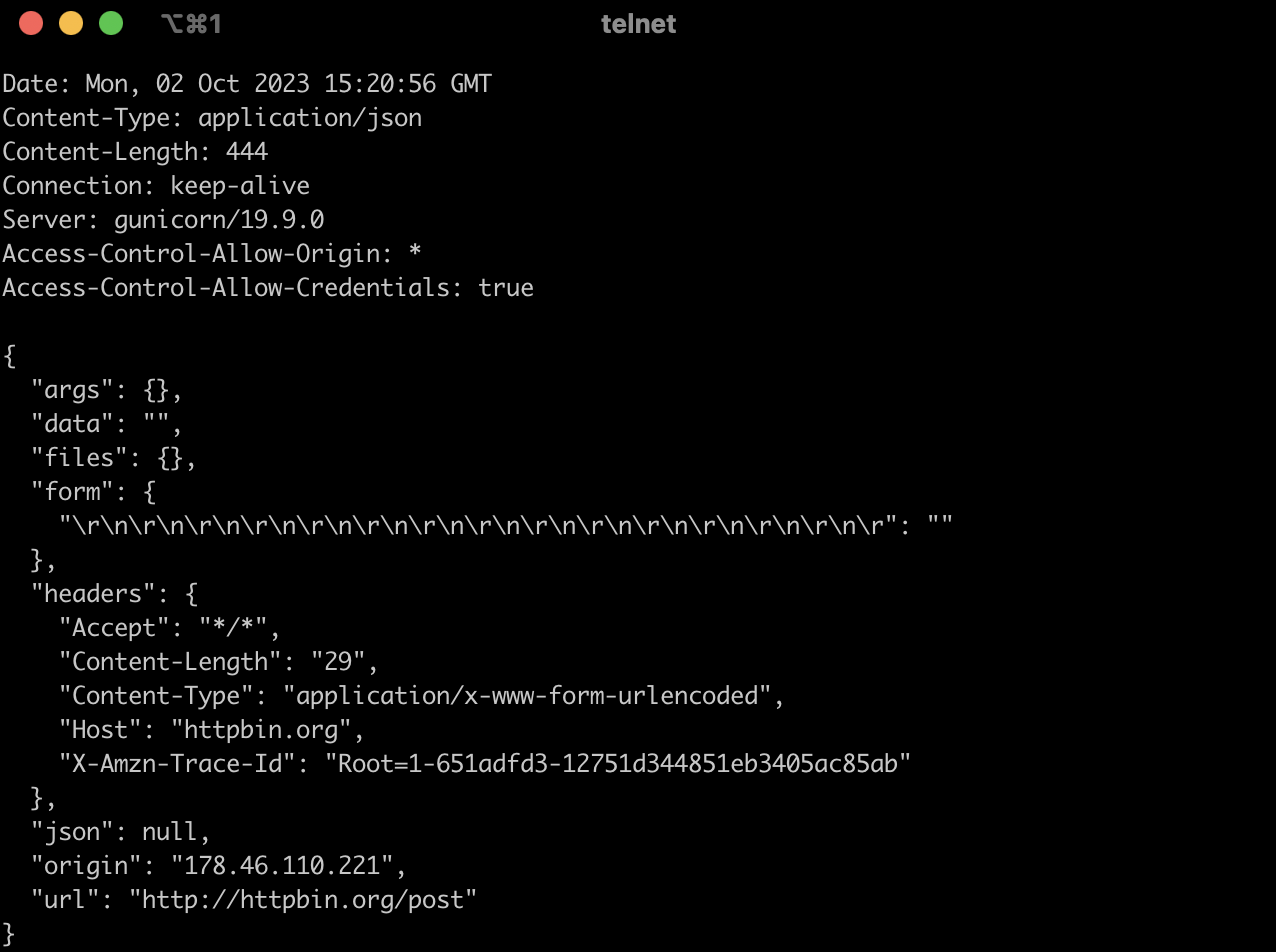 ⌥⌘1
telnet
Date: Mon, 02 Oct 2023 15:20:56 GMT
Content-Type: application/json
Content-Length: 444
Connection: keep-alive
Server: gunicorn/19.9.0
Access-Control-Allow-Origin: *
Access-Control-Allow-Credentials: true

{
  "args": {},
  "data": "",
  "files": {},
  "form": {
    "\r\n\r\n\r\n\r\n\r\n\r\n\r\n\r\n\r\n\r\n\r\n\r\n\r\n\r\n\r": ""
  },
  "headers": {
    "Accept": "*/*",
    "Content-Length": "29",
    "Content-Type": "application/x-www-form-urlencoded",
    "Host": "httpbin.org",
    "X-Amzn-Trace-Id": "Root=1-651adfd3-12751d344851eb3405ac85ab"
  },
  "json": null,
  "origin": "178.46.110.221",
  "url": "http://httpbin.org/post"
}